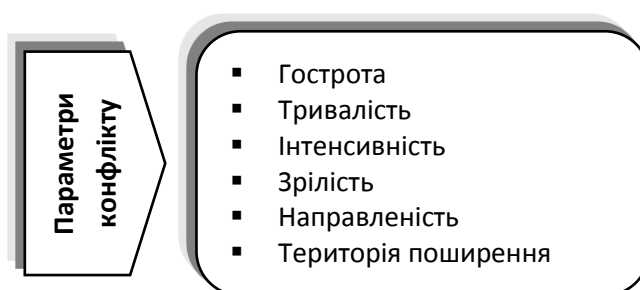 Параметри
конфлікту
▪ Гострота
▪ Тривалість
▪ Інтенсивність
▪ Зрілість
▪ Направленість
▪ Територія поширення